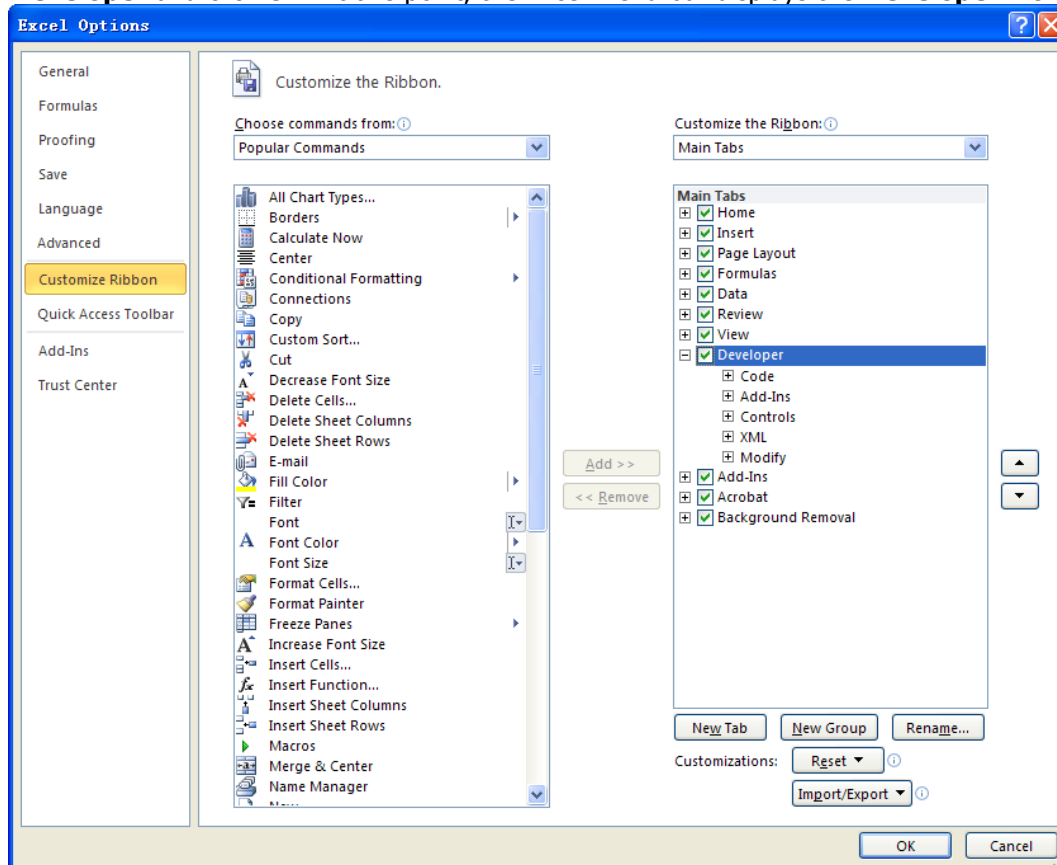 Excel Options
General
Formulas
Proofing
Save
Language
Advanced
Customize Ribbon
Quick Access Toolbar
Add-Ins
Trust Center
Customize the Ribbon.
Choose commands from:
Popular Commands
All Chart Types...
Borders
Calculate Now
Center
Conditional Formatting
Connections
Copy
Custom Sort...
Cut
Decrease Font Size
Delete Cells...
Delete Sheet Columns
Delete Sheet Rows
E-mail
Fill Color
Filter
Font
Font Color
Font Size
Format Cells...
Format Painter
Freeze Panes
Increase Font Size
Insert Cells...
Insert Function...
Insert Sheet Columns
Insert Sheet Rows
Macros
Merge & Center
Name Manager
Add >>
<< Remove
Customize the Ribbon:
Main Tabs
Main Tabs
Home
Insert
Page Layout
Formulas
Data
Review
View
Developer
Code
Add-Ins
Controls
XML
Modify
Add-Ins
Acrobat
Background Removal
New Tab
New Group
Rename...
Customizations:
Reset
Import/Export
OK
Cancel